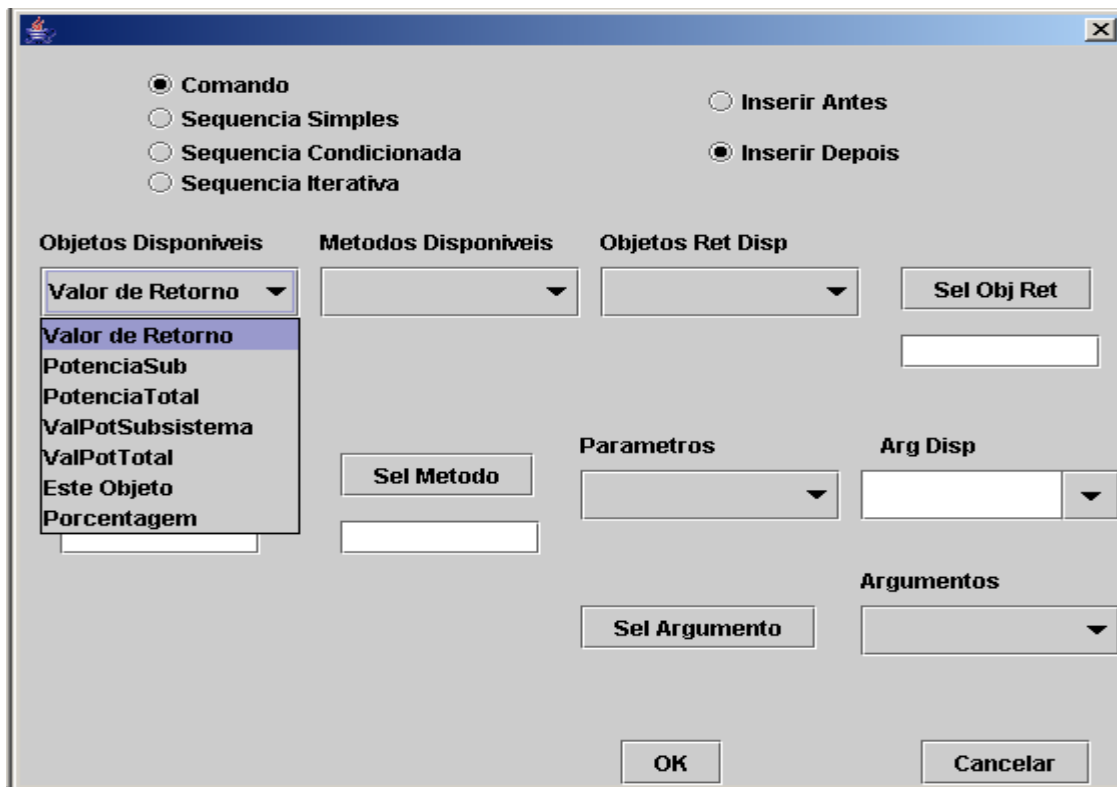 Comando
Sequencia Simples
Sequencia Condicionada
Sequencia Iterativa
Inserir Antes
Inserir Depois
Objetos Disponíveis
Metodos Disponíveis
Objetos Ret Disp
Valor de Retorno
Sel Obj Ret
Valor de Retorno
PotenciaSub
PotenciaTotal
ValPotSubsistema
ValPotTotal
Este Objeto
Porcentagem
Sel Metodo
Parametros
Arg Disp
Argumentos
Sel Argumento
OK
Cancelar